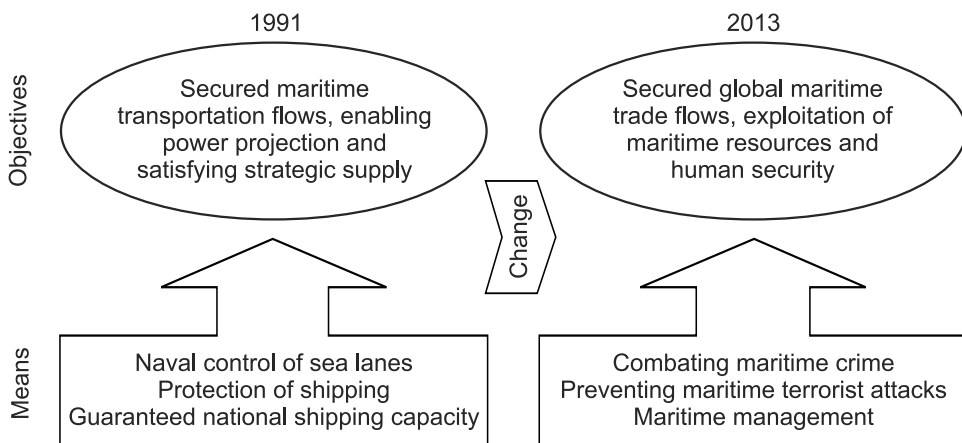 1991
2013
Objectives
Secured maritime
transportation flows, enabling
power projection and
satisfying strategic supply
Secured global maritime
trade flows, exploitation of
maritime resources and
human security
Change
Means
Naval control of sea lanes
Protection of shipping
Guaranteed national shipping capacity
Combating maritime crime
Preventing maritime terrorist attacks
Maritime management